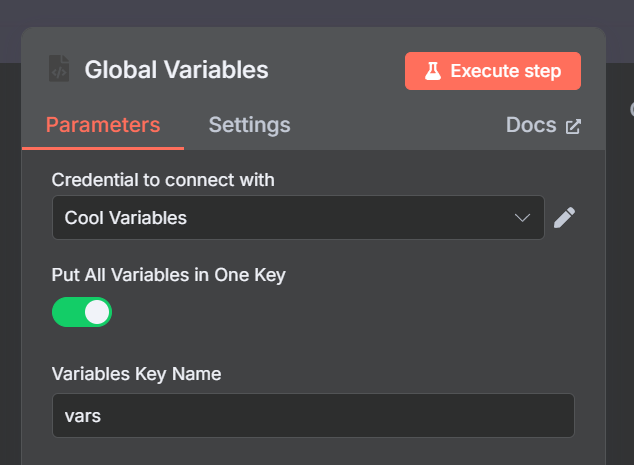 Global Variables
Execute step
Parameters
Settings
Docs
Credential to connect with
Cool Variables
Put All Variables in One Key
Variables Key Name
vars